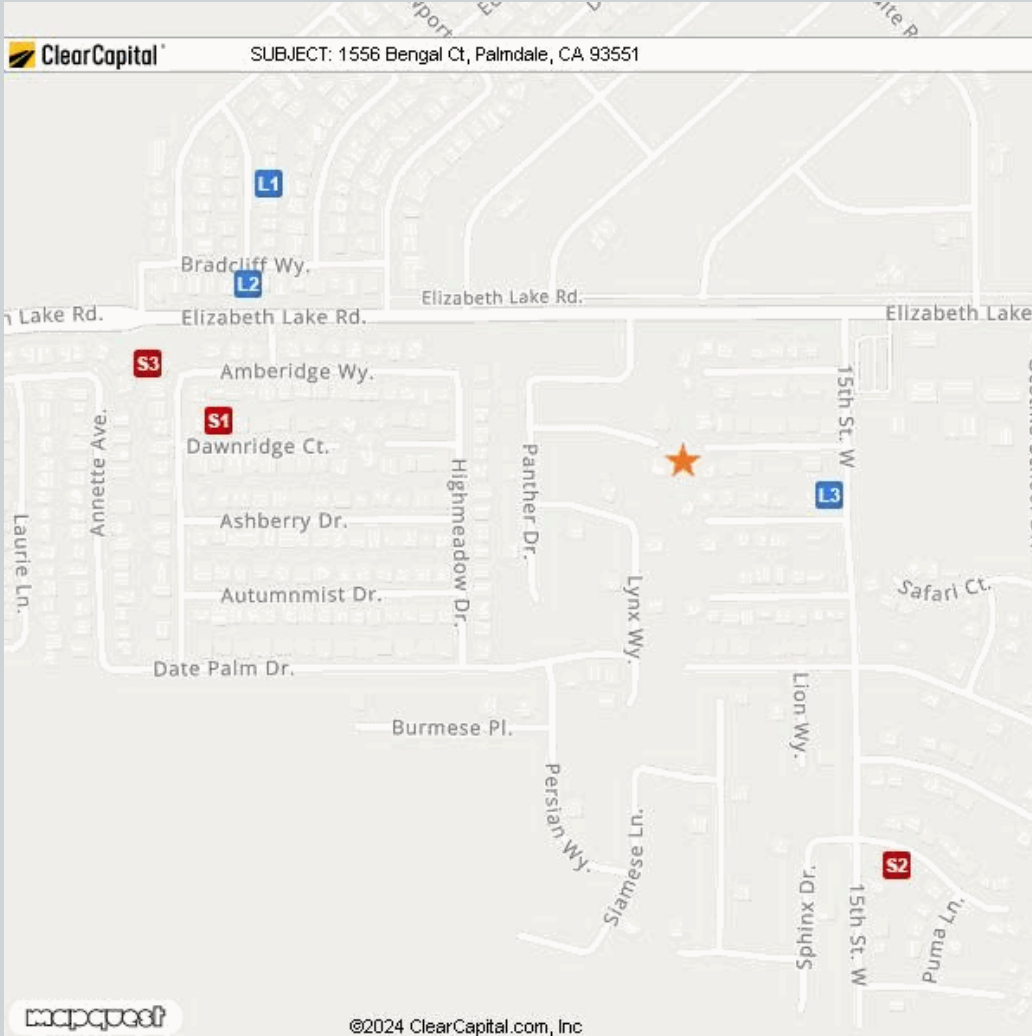 ClearCapital
SUBJECT: 1556 Bengal Ct, Palmdale, CA 93551
L1
Bradcliff Wy.
L2
Elizabeth Lake Rd.
Lake Rd.
Elizabeth Lake Rd.
Elizabeth Lake
S3
Amberidge Wy.
S1
Dawnridge Ct.
15th St. W
Annette Ave.
Highmeadow Dr.
Panther Dr.
L3
Ashberry Dr.
Laurie Ln.
Autumnmist Dr.
Lynx Wy.
Safari Ct.
Date Palm Dr.
Lion Wy.
Burmese Pl.
Persian Wy.
Siamese Ln.
S2
Sphinx Dr.
15th St. W
Puma Ln.
mapquest
©2024 ClearCapital.com, Inc